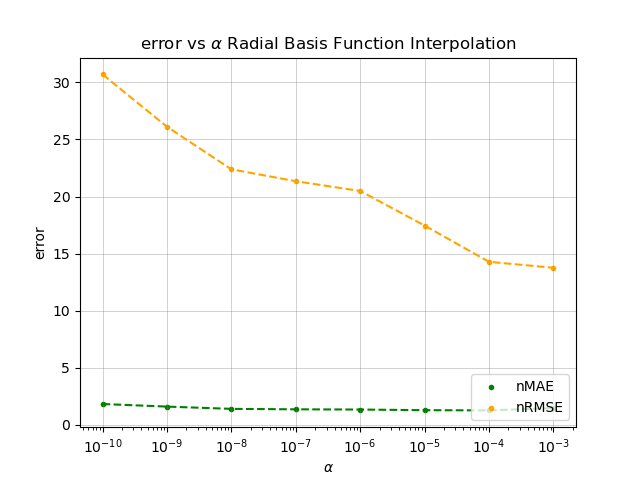 error vs α Radial Basis Function Interpolation
error
30
25
20
15
10
5
0
nMAE
nRMSE
10⁻¹⁰ 10⁻⁹ 10⁻⁸ 10⁻⁷ 10⁻⁶ 10⁻⁵ 10⁻⁴ 10⁻³
α